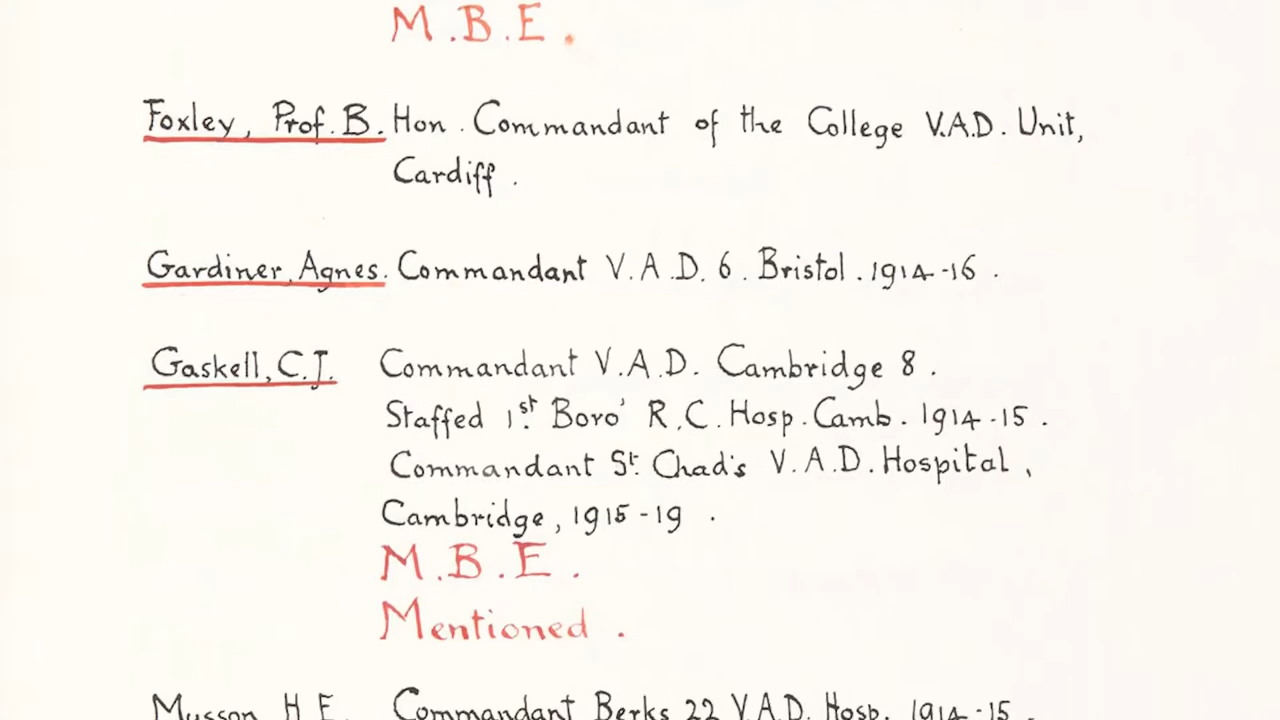 M.B.E.
Foxley, Prof. B. Hon. Commandant of the College V.A.D. Unit,
Cardiff.
Gardiner, Agnes. Commandant V.A.D. 6. Bristol. 1914-16.
Gaskell, C.J. Commandant V.A.D. Cambridge 8.
Staffed 1st Boro' R.C. Hosp. Camb. 1914-15.
Commandant St. Chad's V.A.D. Hospital,
Cambridge, 1915-19.
M.B.E.
Mentioned.
Musson H.E. Commandant Berks 22 V.A.D. Hosp. 1914-15.